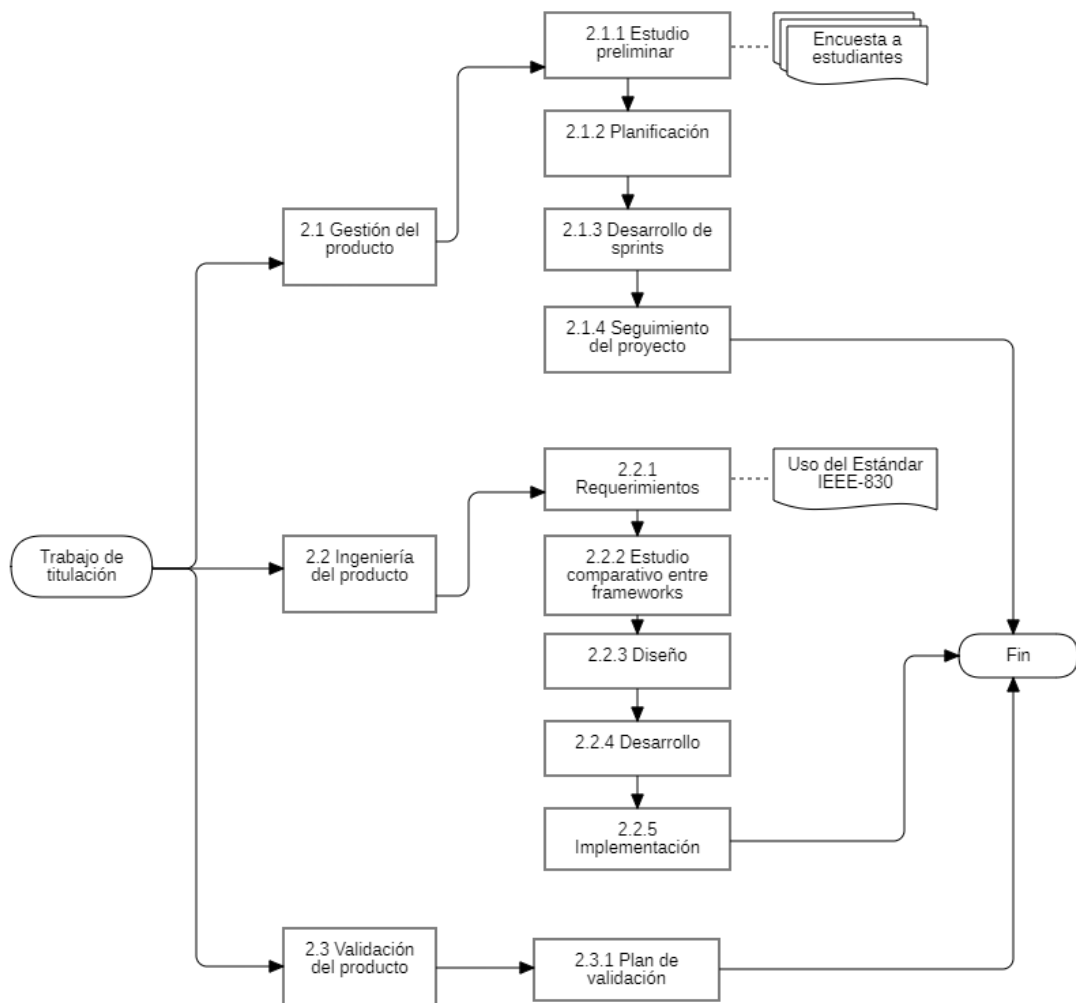 2.1.1 Estudio
preliminar
Encuesta a
estudiantes
2.1.2 Planificación
2.1 Gestión del
producto
2.1.3 Desarrollo de
sprints
2.1.4 Seguimiento
del proyecto
2.2.1
Requerimientos
Uso del Estándar
IEEE-830
Trabajo de
titulación
2.2 Ingeniería
del producto
2.2.2 Estudio
comparativo entre
frameworks
2.2.3 Diseño
Fin
2.2.4 Desarrollo
2.2.5
Implementación
2.3 Validación
del producto
2.3.1 Plan de
validación